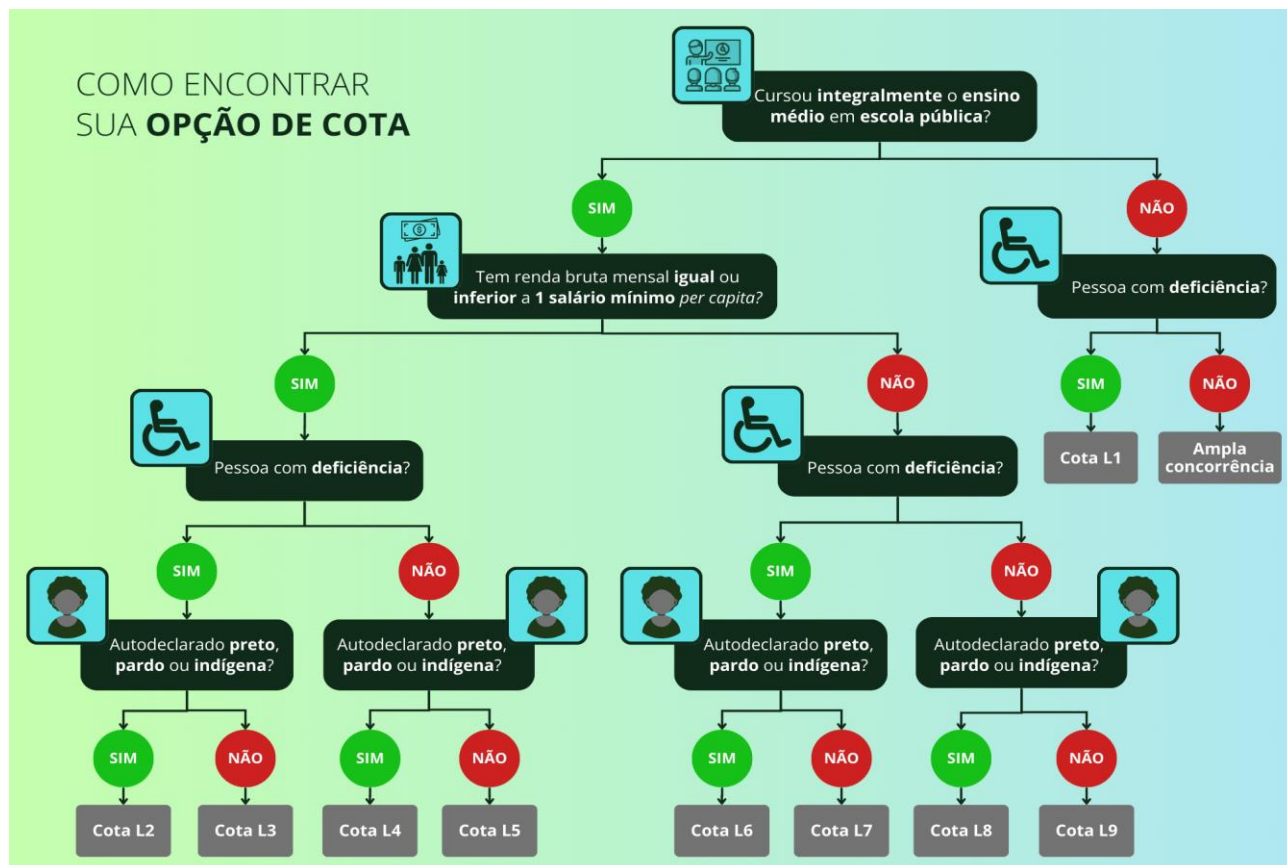 COMO ENCONTRAR
SUA OPÇÃO DE COTA
Cursou integralmente o ensino
médio em escola pública?
SIM
NÃO
Tem renda bruta mensal igual ou
inferior a 1 salário mínimo per capita?
Pessoa com deficiência?
SIM
NÃO
SIM
NÃO
Pessoa com deficiência?
Pessoa com deficiência?
Cota L1
Ampla
concorrência
SIM
NÃO
SIM
NÃO
Autodeclarado preto,
pardo ou indígena?
Autodeclarado preto,
pardo ou indígena?
Autodeclarado preto,
pardo ou indígena?
Autodeclarado preto,
pardo ou indígena?
SIM
NÃO
SIM
NÃO
SIM
NÃO
SIM
NÃO
Cota L2
Cota L3
Cota L4
Cota L5
Cota L6
Cota L7
Cota L8
Cota L9